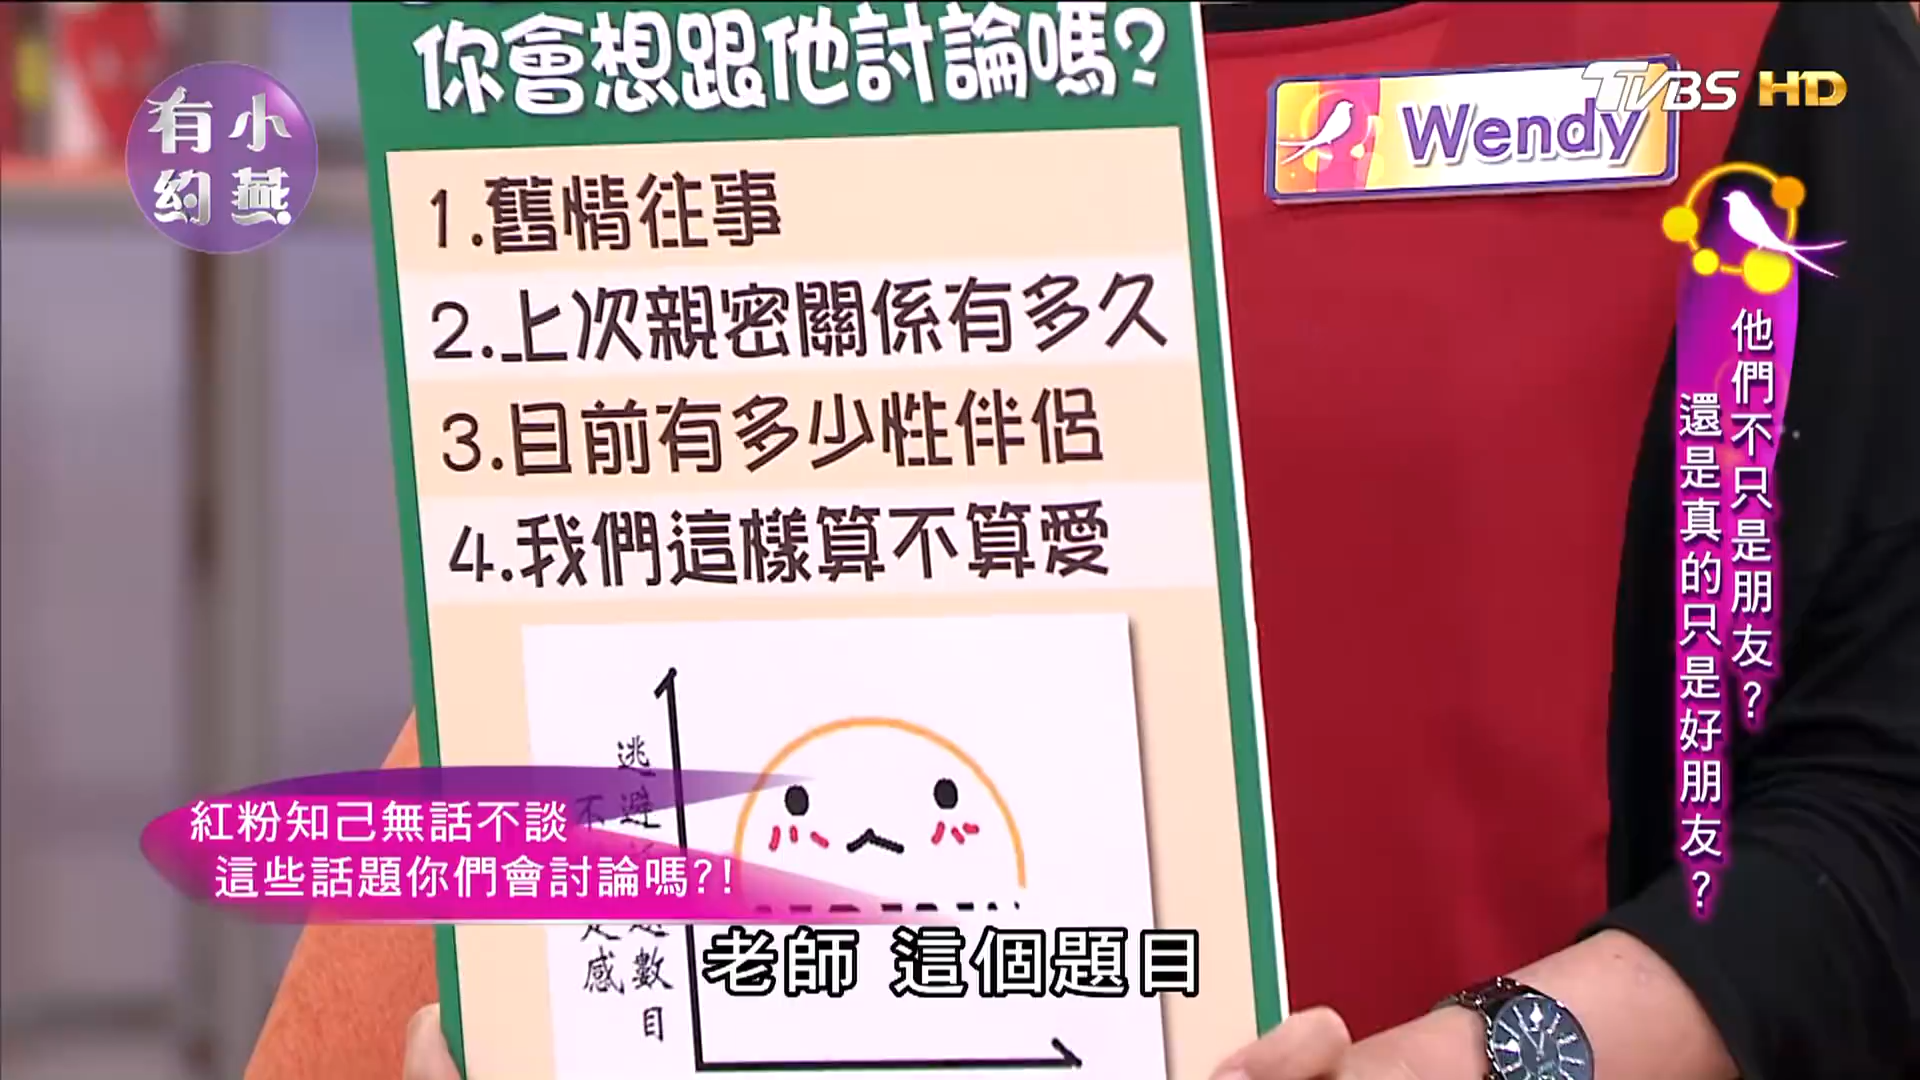 你會想跟他討論嗎?
1.舊情往事
2.上次親密關係有多久
3.目前有多少性伴侶
4.我們這樣算不算愛
小燕
有約
Wendy
TVBS HD
他們不只是朋友?
還是真的只是好朋友?
逃避
不
紅粉知己無話不談
這些話題你們會討論嗎?!
數目
感
老師 這個題目